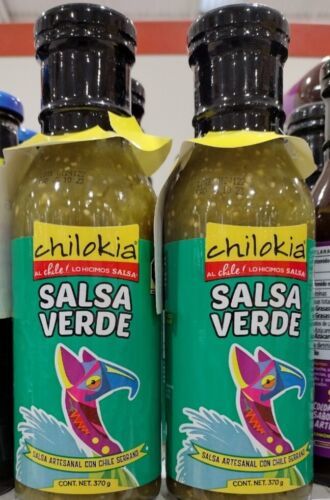 chilokia
AL chile! LO HICIMOS SALSA
SALSA
VERDE
SALSA ARTESANAL CON CHILE SERRANO
CONT. NET. 370 g
chilokia®
AL chile! LO HICIMOS SALSA
SALSA
VERDE
SALSA ARTESANAL CON CHILE SERRANO
CONT. NET. 370 g